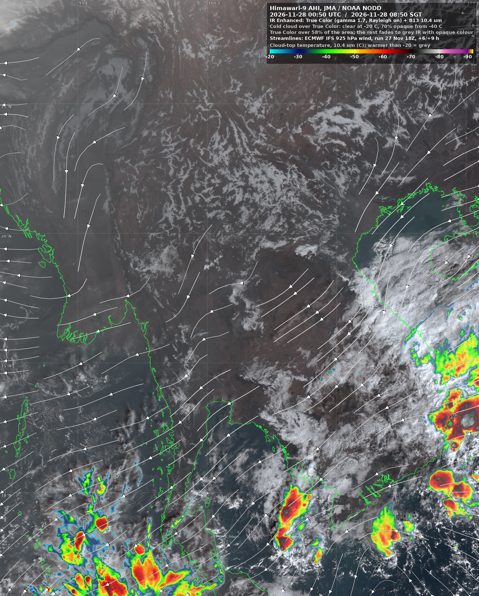 Himawari-9 AHI, JMA / NOAA NODD
2026-11-28 00:50 UTC / 2026-11-28 08:50 SGT
IR Enhanced: True Color (gamma 1.7, Rayleigh on) + B13 10.4 um
Cold cloud over True Color: clear at -20 C, 70% opaque from -40 C
True Color over 58% of the area; the rest fades to grey IR with opaque colour
Streamlines: ECMWF IFS 925 hPa wind, run 27 Nov 18Z, +6/+9 h
Cloud-top temperature, 10.4 um (C); warmer than -20 = grey
-20 -30 -40 -50 -60 -70 -80 -90